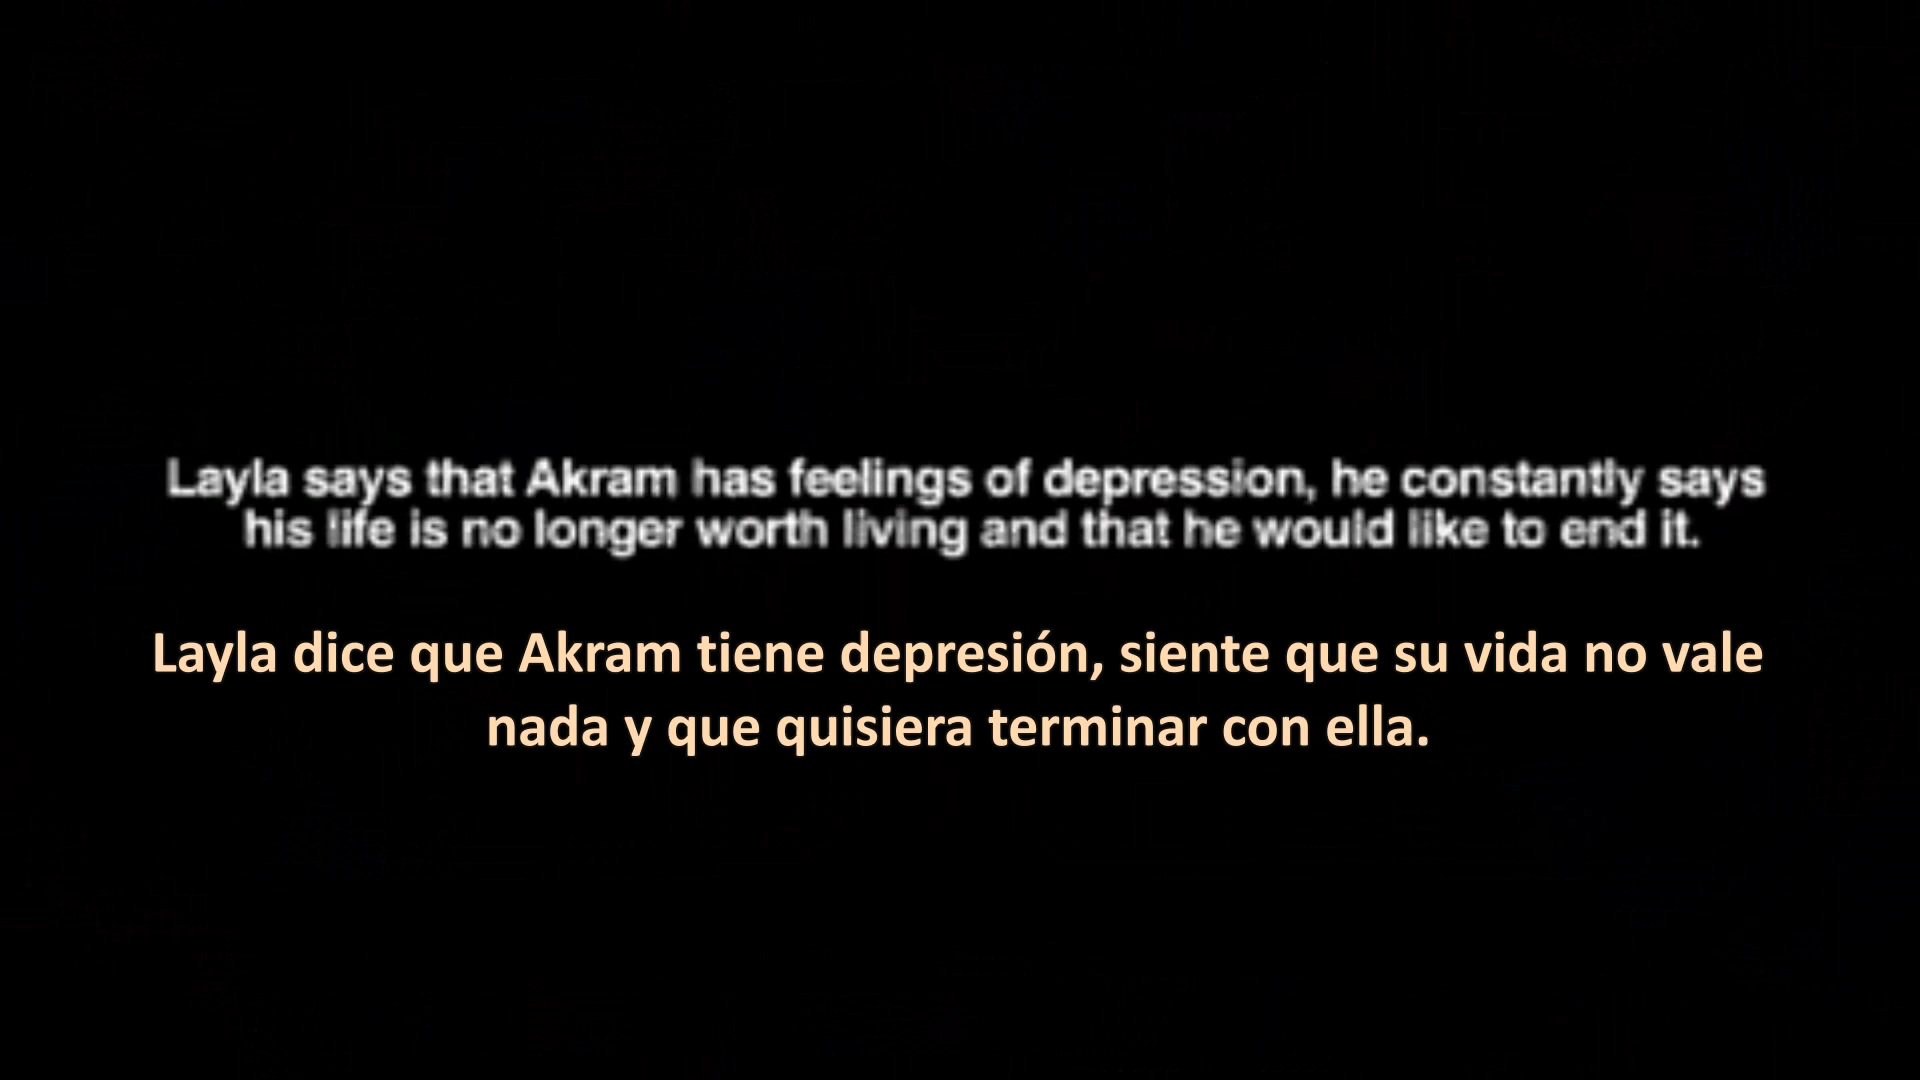 Layla says that Akram has feelings of depression, he constantly says
his life is no longer worth living and that he would like to end it.
Layla dice que Akram tiene depresión, siente que su vida no vale
nada y que quisiera terminar con ella.